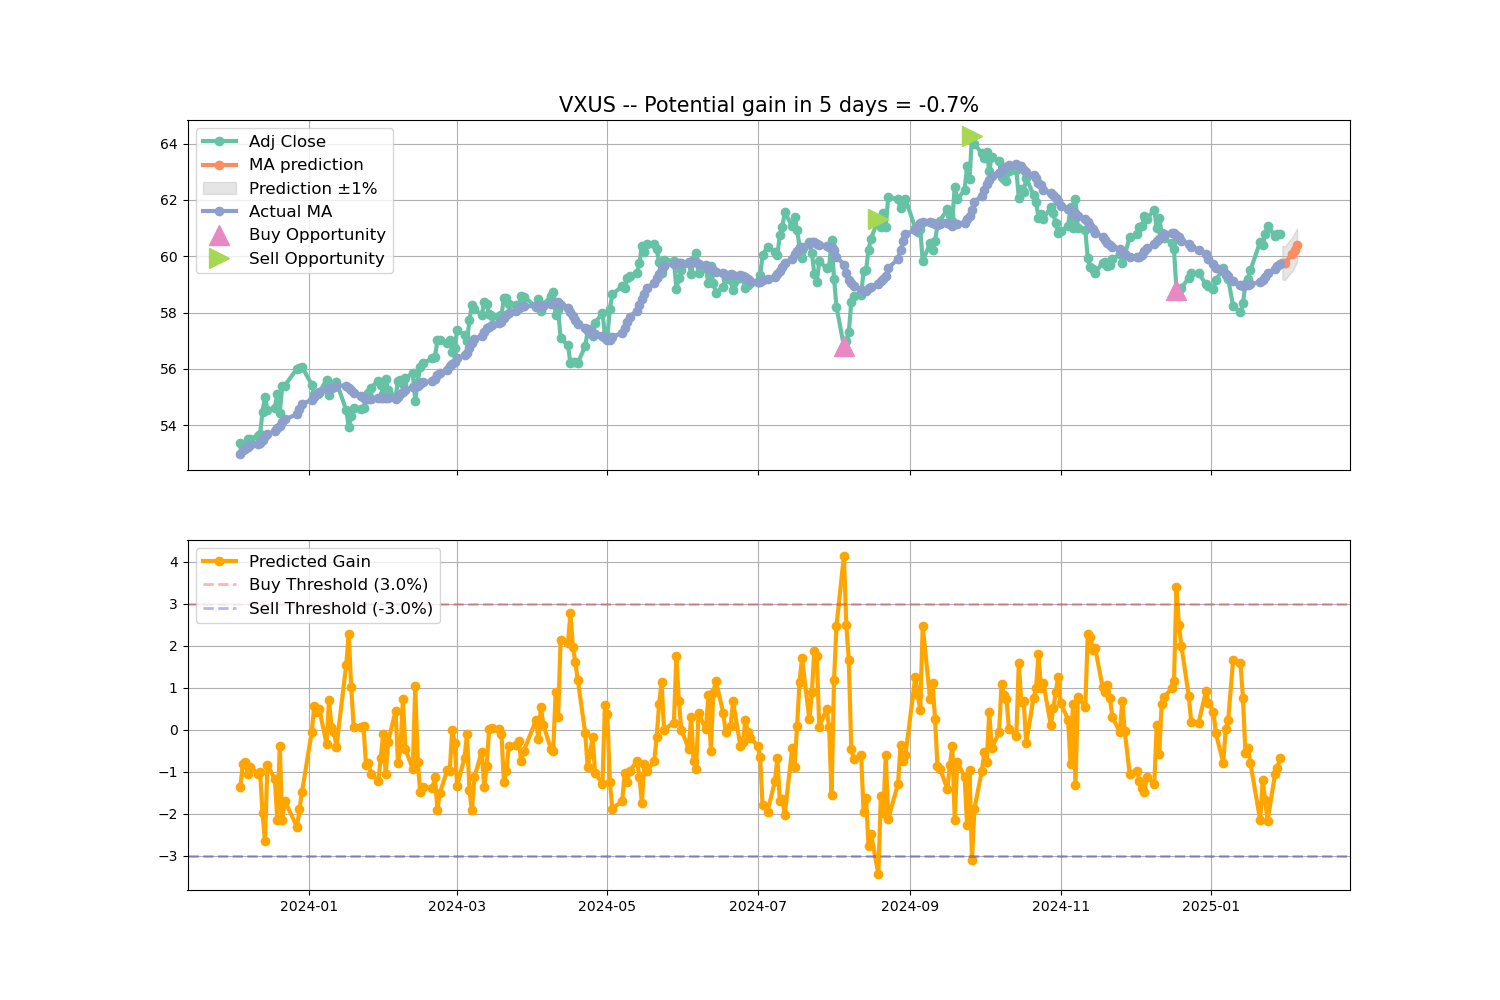 VXUS -- Potential gain in 5 days = -0.7%
Adj Close
MA prediction
Prediction ±1%
Actual MA
Buy Opportunity
Sell Opportunity
64
62
60
58
56
54
Predicted Gain
Buy Threshold (3.0%)
Sell Threshold (-3.0%)
4
3
2
1
0
−1
−2
−3
2024-01 2024-03 2024-05 2024-07 2024-09 2024-11 2025-01